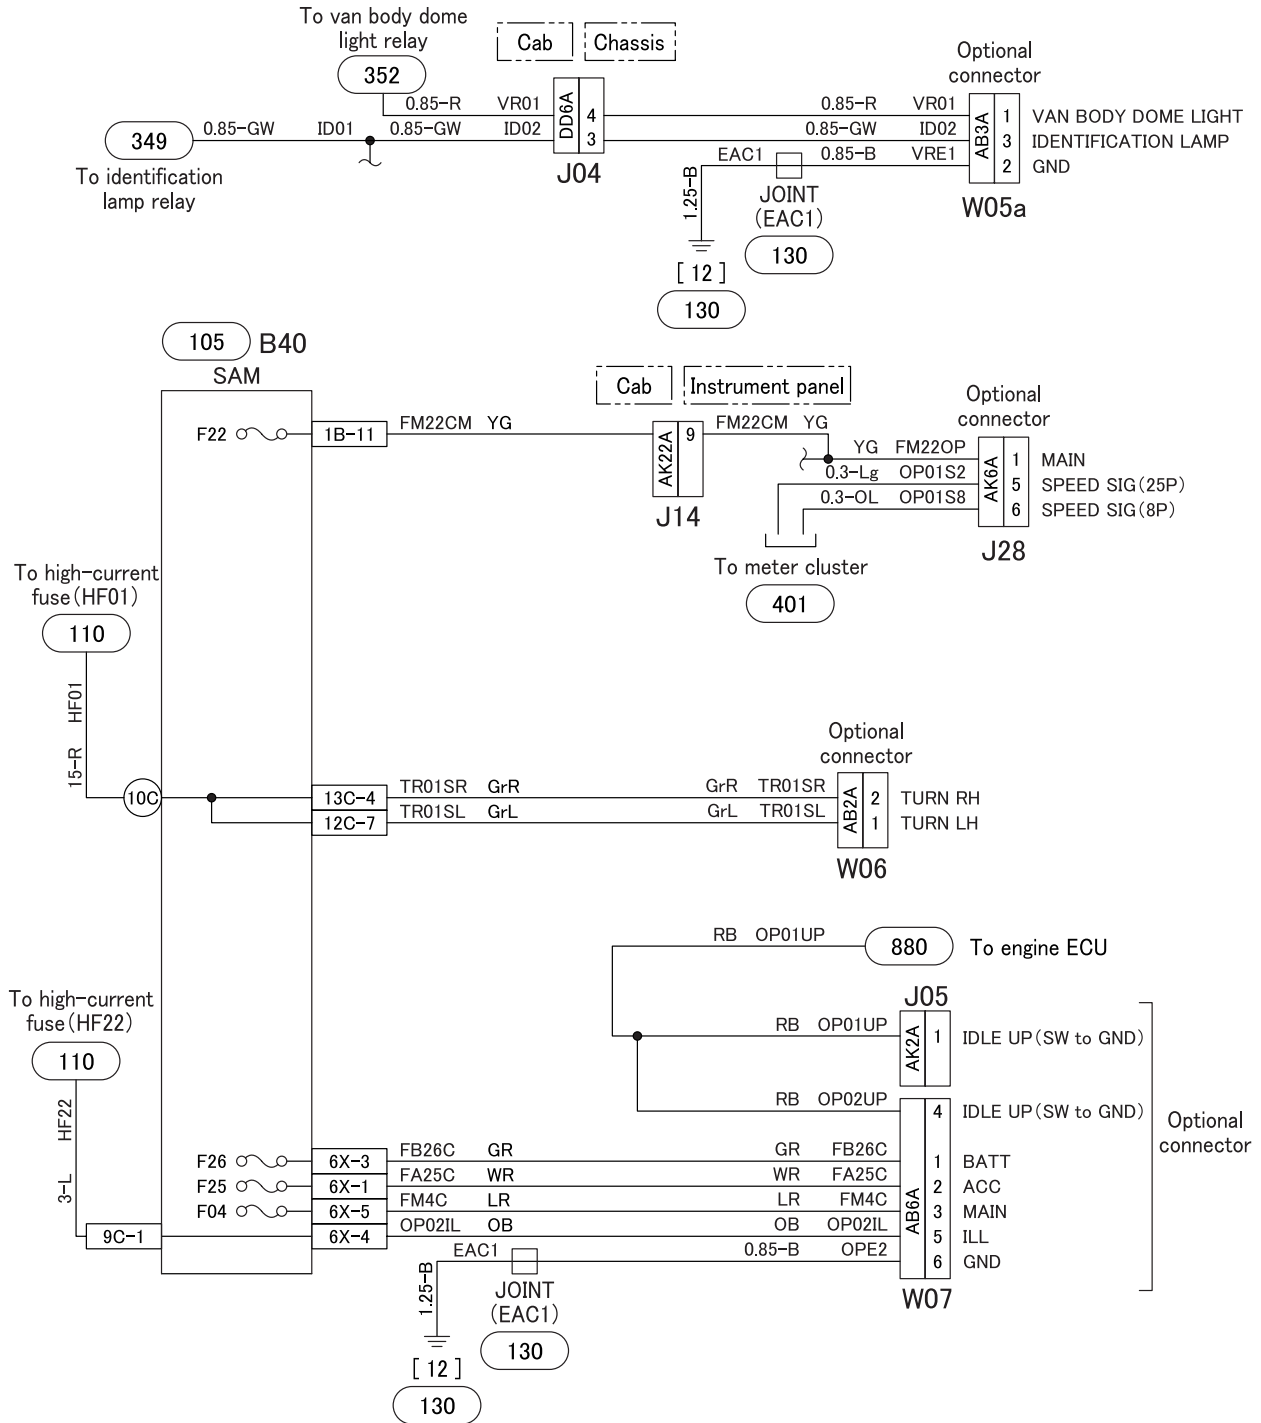 To van body dome
light relay
352
Cab
Chassis
Optional
connector
0.85-R VR01
DD6A
4
3
J04
0.85-R VR01
AB3A
1 VAN BODY DOME LIGHT
349
0.85-GW ID01
0.85-GW ID02
0.85-GW ID02
3 IDENTIFICATION LAMP
To identification
lamp relay
EAC1
0.85-B VRE1
2 GND
W05a
1.25-B
JOINT
(EAC1)
130
[ 12 ]
130
105 B40
SAM
Cab
Instrument panel
Optional
connector
F22
1B-11
FM22CM YG
AK22A
9
J14
FM22CM YG
YG FM22OP
0.3-Lg OP01S2
0.3-OL OP01S8
AK6A
1 MAIN
5 SPEED SIG(25P)
6 SPEED SIG(8P)
J28
To meter cluster
401
To high-current
fuse(HF01)
110
15-R HF01
10C
13C-4
12C-7
TR01SR GrR
TR01SL GrL
Optional
connector
GrR TR01SR
GrL TR01SL
AB2A
2 TURN RH
1 TURN LH
W06
RB OP01UP
880 To engine ECU
J05
RB OP01UP
AK2A
1 IDLE UP(SW to GND)
RB OP02UP
4 IDLE UP(SW to GND)
Optional
connector
To high-current
fuse(HF22)
110
3-L HF22
9C-1
F26
6X-3
FB26C GR
GR FB26C
1 BATT
F25
6X-1
FA25C WR
WR FA25C
2 ACC
F04
6X-5
FM4C LR
LR FM4C
AB6A
3 MAIN
6X-4
OP02IL OB
OB OP02IL
5 ILL
EAC1
0.85-B OPE2
6 GND
W07
1.25-B
JOINT
(EAC1)
130
[ 12 ]
130